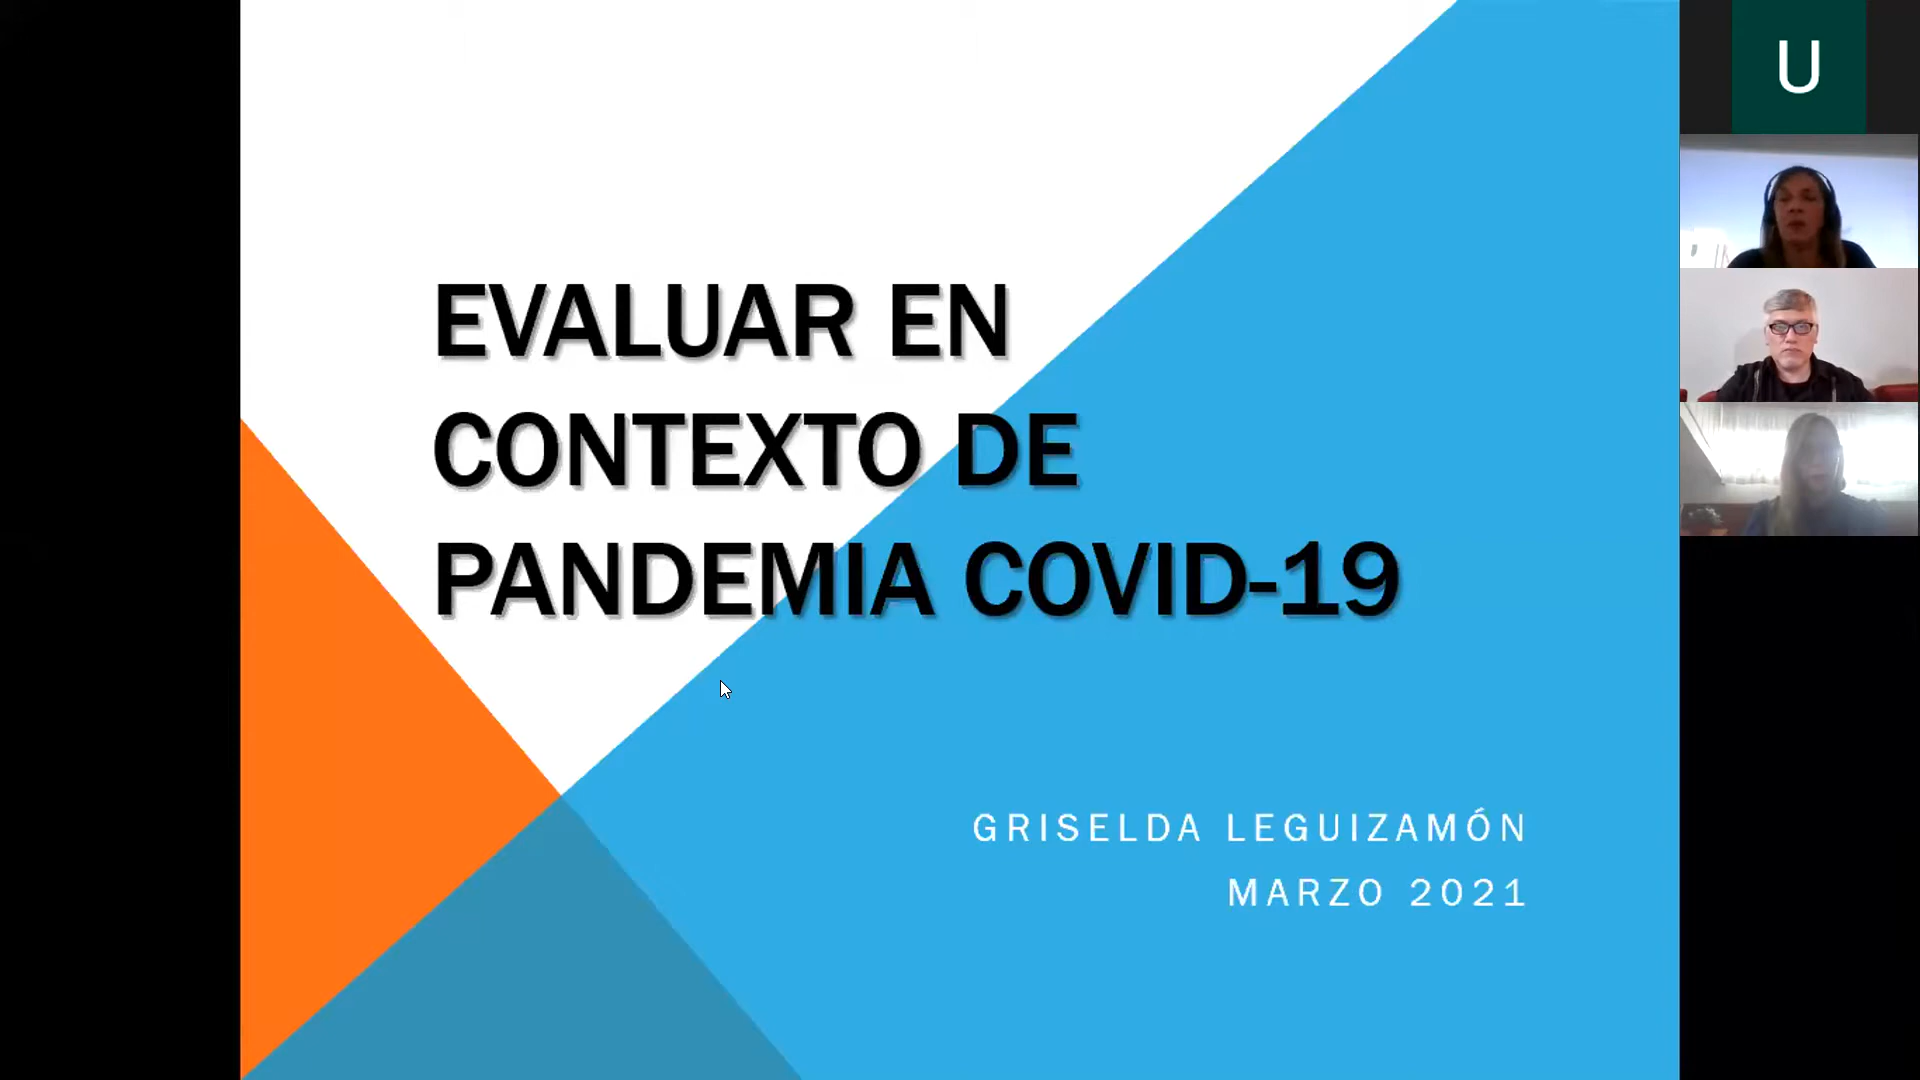 EVALUAR EN
CONTEXTO DE
PANDEMIA COVID-19
GRISELDA LEGUIZAMÓN
MARZO 2021
U